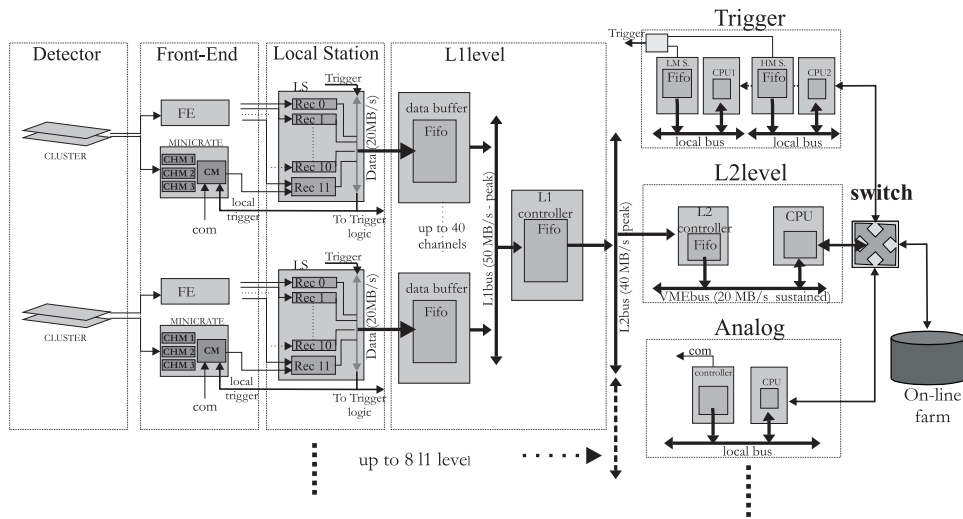 Detector
Front-End
Local Station
L1level
Trigger
Trigger
LM S.
Fifo
CPU1
HM S.
Fifo
CPU2
local bus
FE
CLUSTER
MINICRATE
CHM 1
CHM 2
CHM 3
CM
com
local
trigger
Trigger
LS
Rec 0
Rec 1
Rec 10
Rec 11
Data (20MB/s)
To Trigger
logic
data buffer
Fifo
up to 40
channels
L1bus (50 MB/s - peak)
L1
controller
Fifo
L2bus (40 MB/s - peak)
local bus
L2level
L2
controller
Fifo
CPU
VMEbus (20 MB/s sustained)
switch
FE
CLUSTER
MINICRATE
CHM 1
CHM 2
CHM 3
CM
com
local
trigger
Trigger
LS
Rec 0
Rec 1
Rec 10
Rec 11
Data (20MB/s)
To Trigger
logic
data buffer
Fifo
Analog
com
controller
CPU
local bus
On-line
farm
up to 8 l1 level